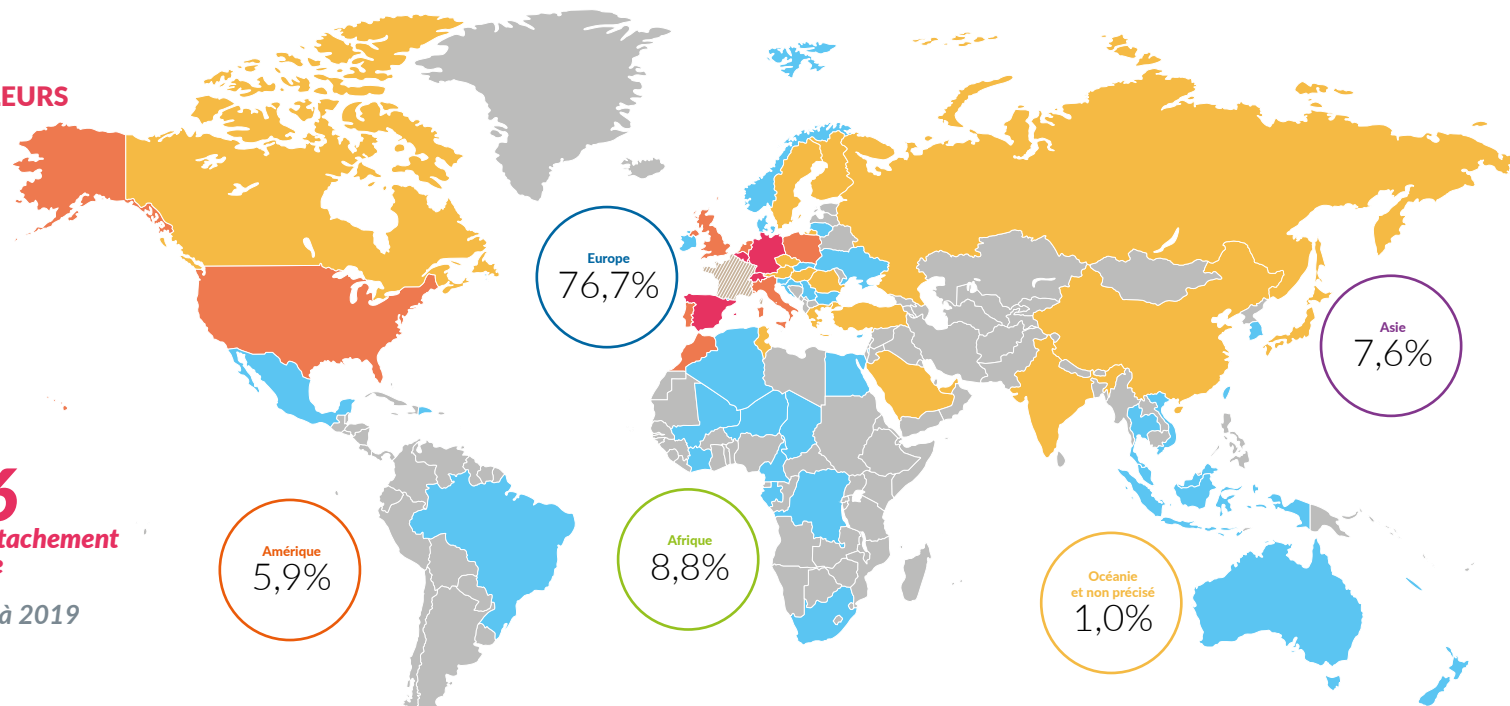 EURS
Europe
76,7%
Asie
7,6%
6
tachement
à 2019
Amérique
5,9%
Afrique
8,8%
Océanie
et non précisé
1,0%